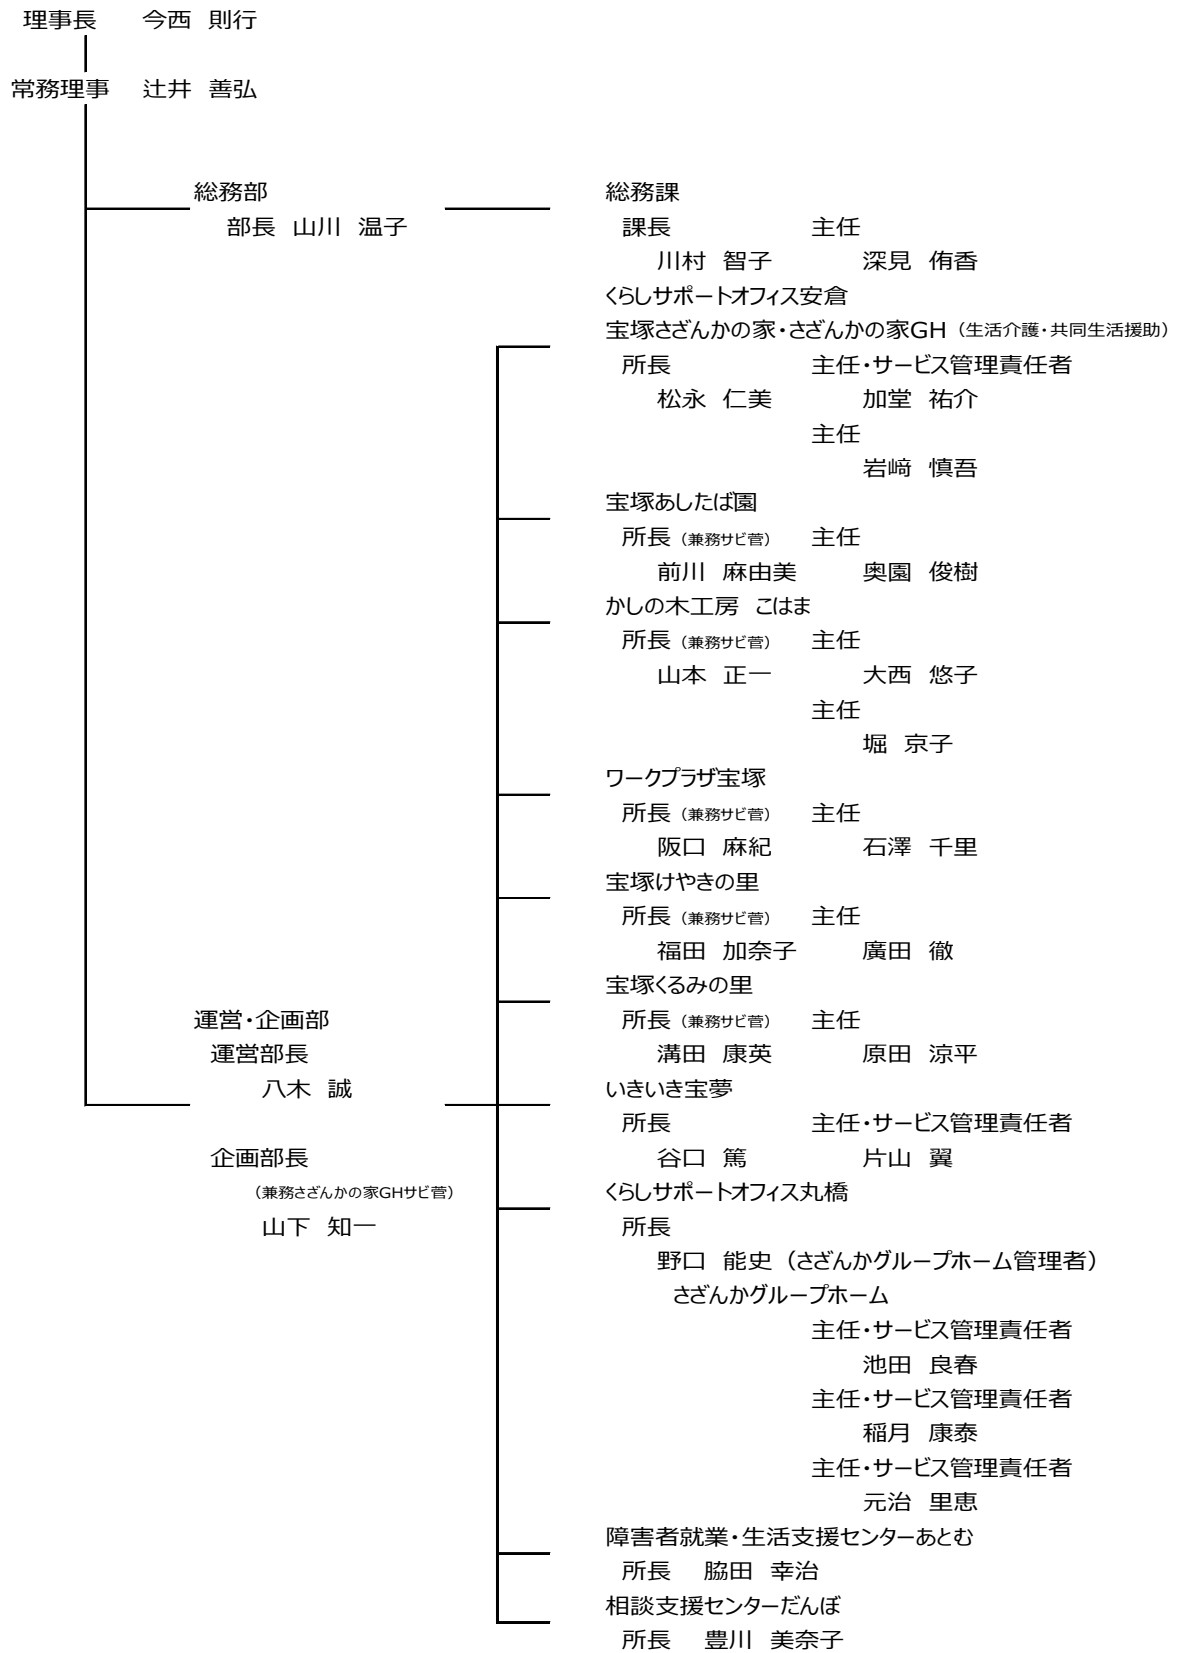 理事長 今西 則行
常務理事 辻井 善弘
総務部 総務課
部長 山川 温子 課長 主任
川村 智子 深見 侑香
くらしサポートオフィス安倉
宝塚さざんかの家・さざんかの家GH（生活介護・共同生活援助）
所長 主任・サービス管理責任者
松永 仁美 加堂 祐介
主任
岩﨑 慎吾
宝塚あしたば園
所長（兼務サビ菅） 主任
前川 麻由美 奥園 俊樹
かしの木工房 こはま
所長（兼務サビ菅） 主任
山本 正一 大西 悠子
主任
堀 京子
ワークプラザ宝塚
所長（兼務サビ菅） 主任
阪口 麻紀 石澤 千里
宝塚けやきの里
所長（兼務サビ菅） 主任
福田 加奈子 廣田 徹
宝塚くるみの里
運営・企画部 所長（兼務サビ菅） 主任
運営部長 溝田 康英 原田 涼平
八木 誠 いきいき宝夢
所長 主任・サービス管理責任者
企画部長 谷口 篤 片山 翼
（兼務さざんかの家GHサビ菅） くらしサポートオフィス丸橋
山下 知一 所長
野口 能史（さざんかグループホーム管理者）
さざんかグループホーム
主任・サービス管理責任者
池田 良春
主任・サービス管理責任者
稲月 康泰
主任・サービス管理責任者
元治 里恵
障害者就業・生活支援センターあとむ
所長 脇田 幸治
相談支援センターだんぼ
所長 豊川 美奈子